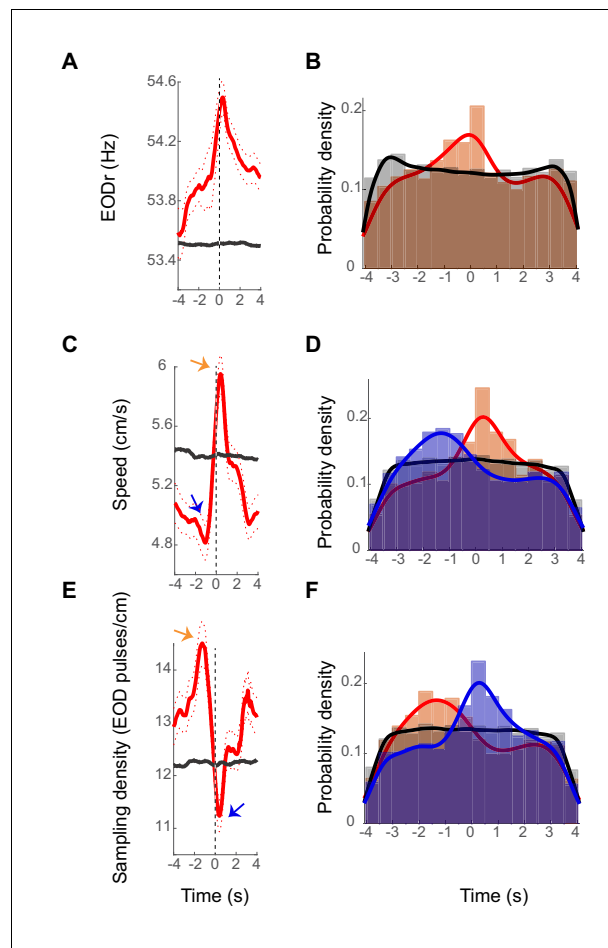 A
EODr (Hz)
54.6
54.2
53.8
53.4
-4 -2 0 2 4
B
Probability density
0.2
0.1
0
-4 -3 -2 -1 0 1 2 3 4
C
Speed (cm/s)
6
5.6
5.2
4.8
-4 -2 0 2 4
D
Probability density
0.2
0.1
0
-4 -3 -2 -1 0 1 2 3 4
E
Sampling density (EOD pulses/cm)
14
13
12
11
-4 -2 0 2 4
Time (s)
F
Probability density
0.2
0.1
0
-4 -3 -2 -1 0 1 2 3 4
Time (s)